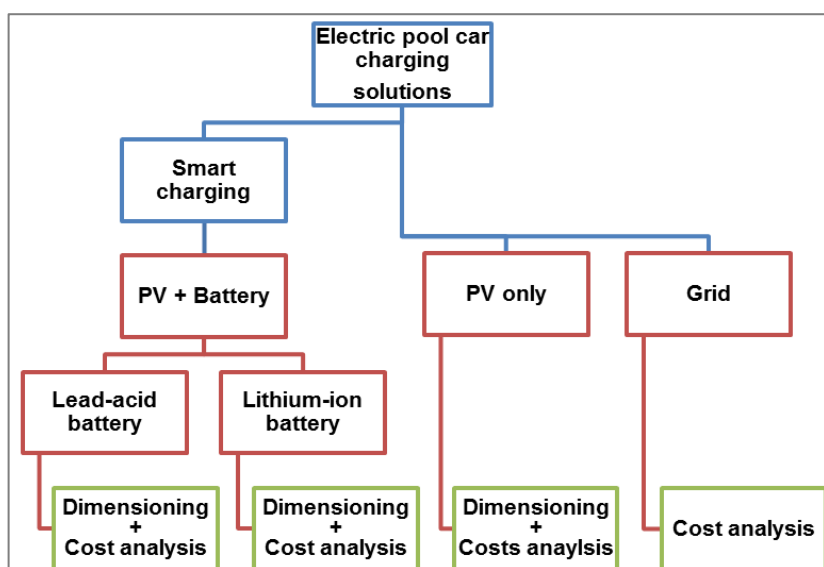 Electric pool car
charging
solutions
Smart
charging
PV + Battery
PV only
Grid
Lead-acid
battery
Lithium-ion
battery
Dimensioning
+
Cost analysis
Dimensioning
+
Cost analysis
Dimensioning
+
Costs anaylsis
Cost analysis